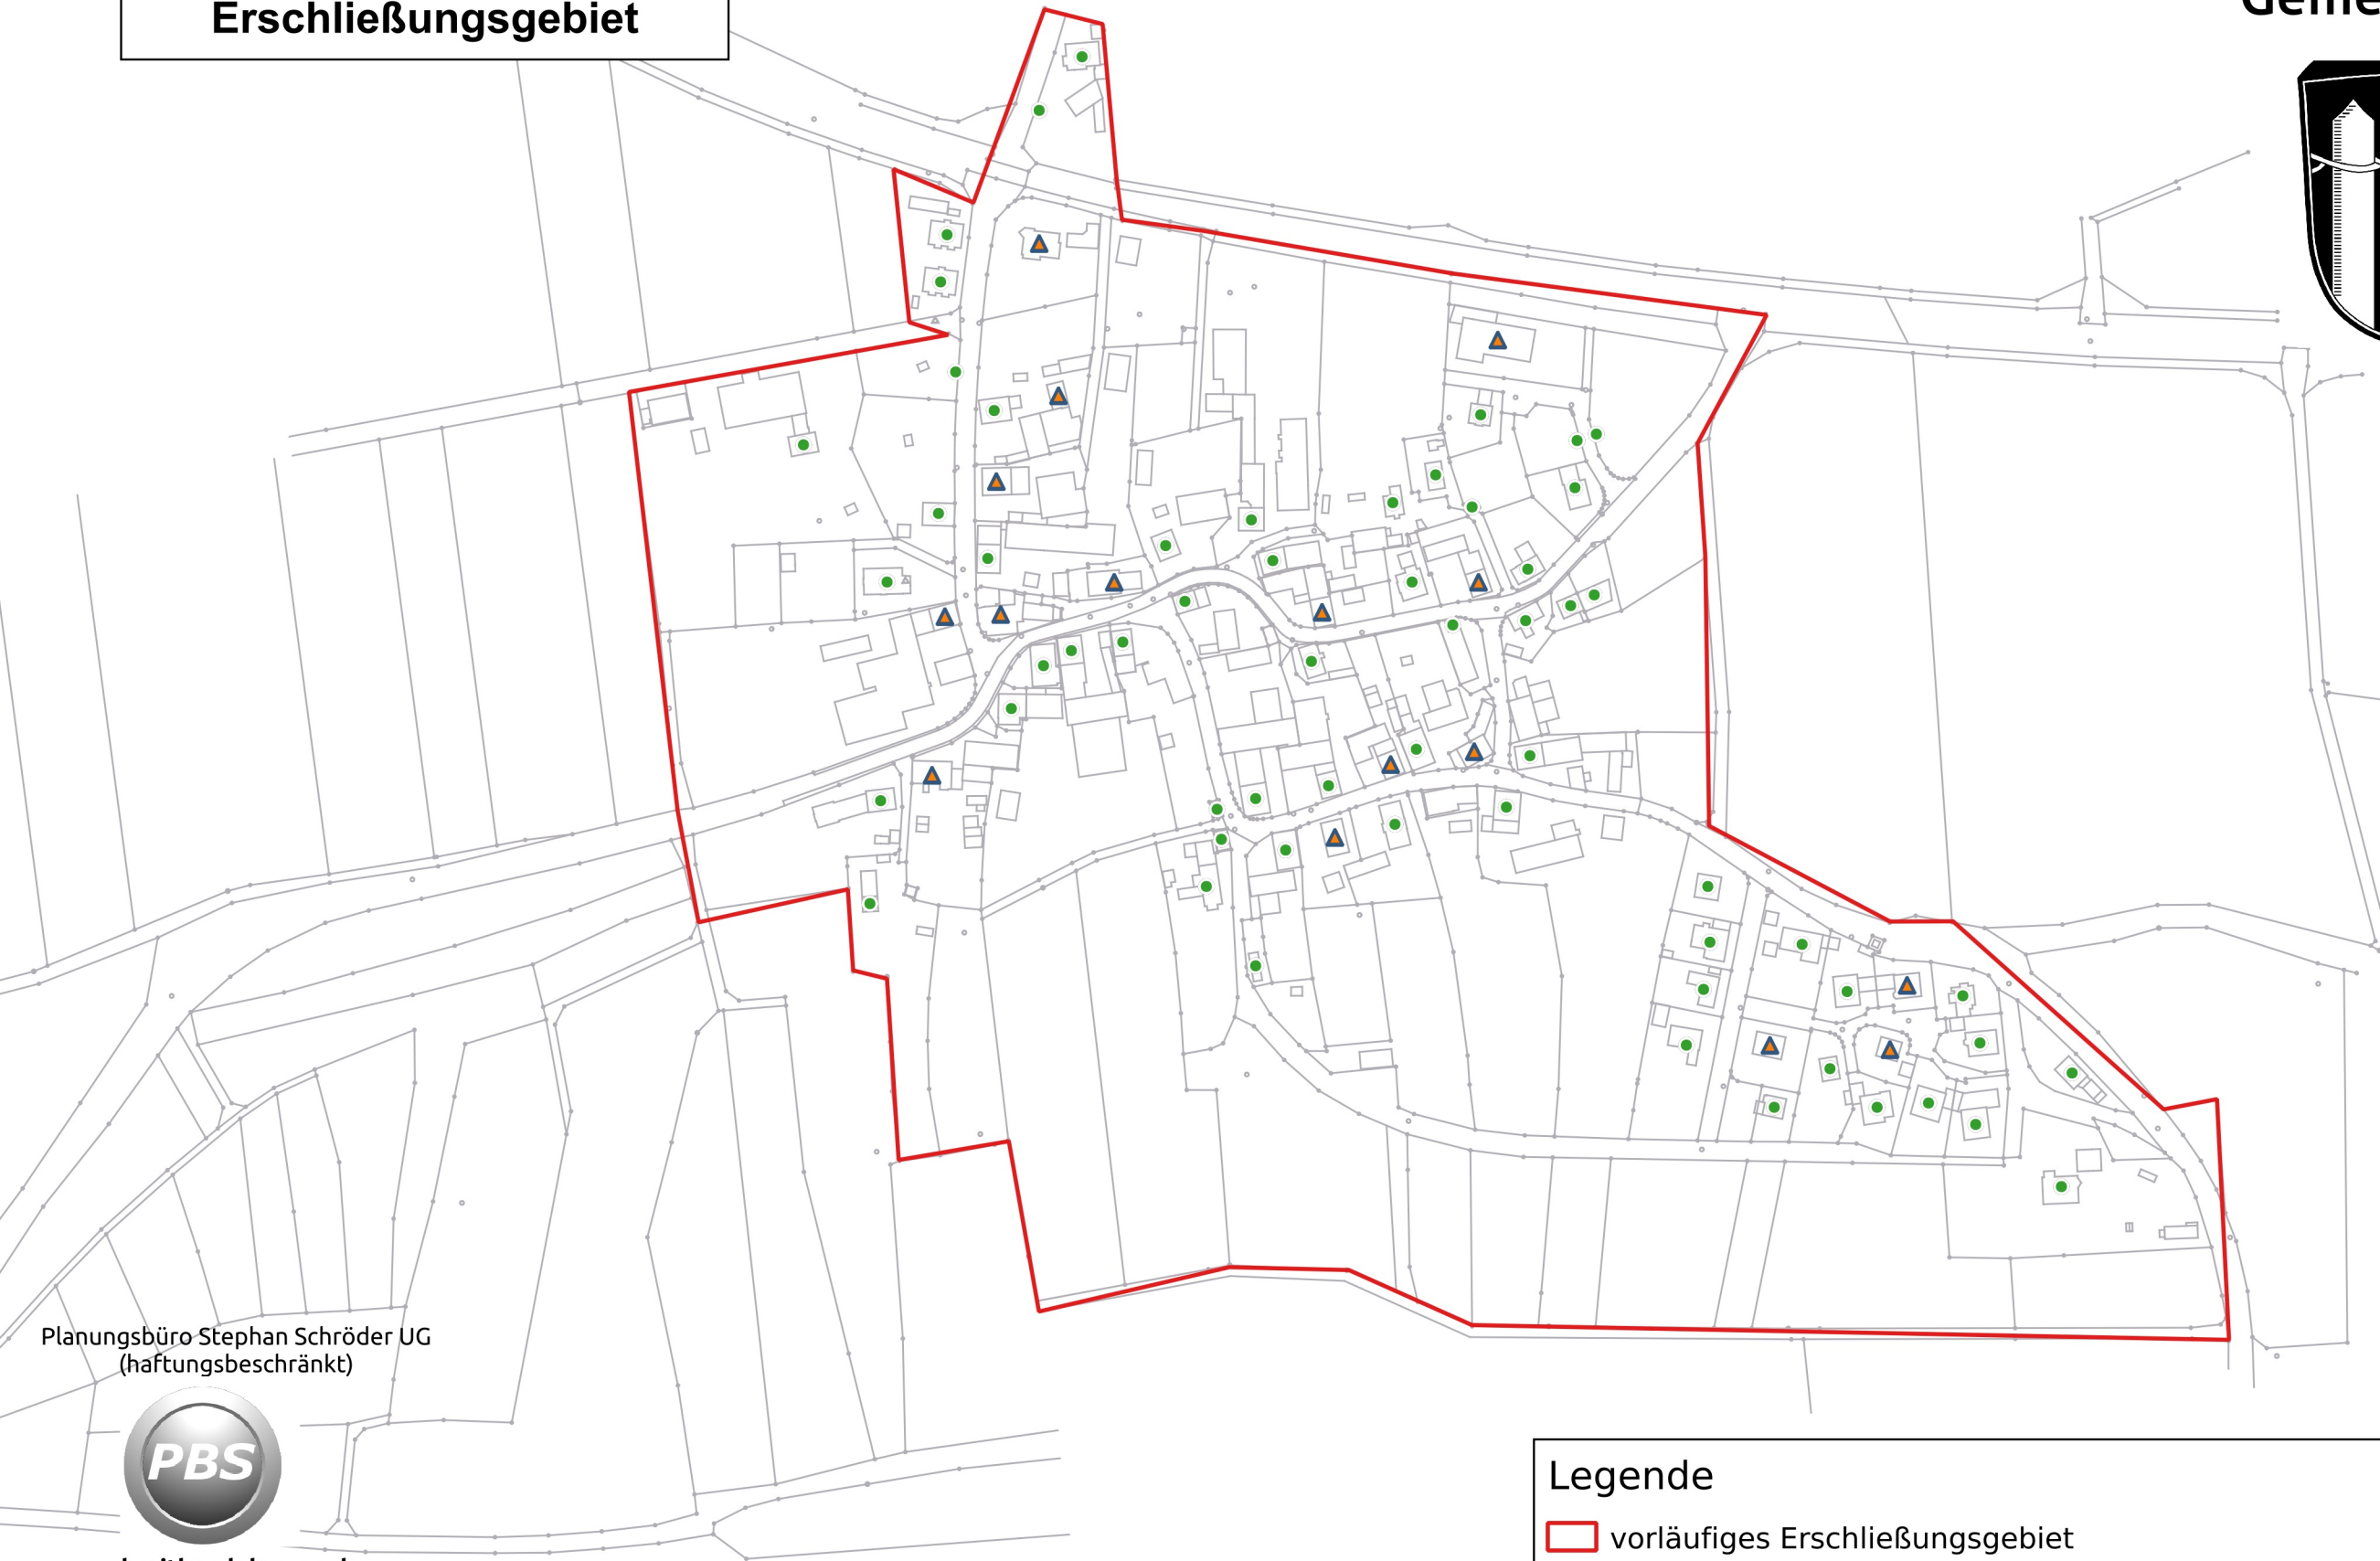 Erschließungsgebiet
Planungsbüro Stephan Schröder UG
(haftungsbeschränkt)
PBS
Legende
vorläufiges Erschließungsgebiet